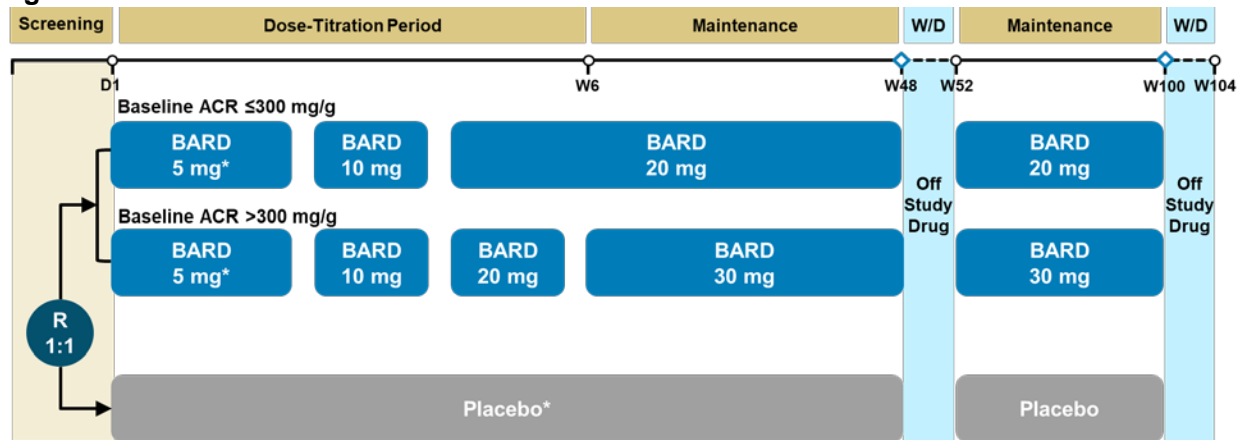 Screening
Dose-Titration Period
Maintenance
W/D
Maintenance
W/D
D1
W6
W48
W52
W100
W104
Baseline ACR ≤300 mg/g
BARD
5 mg*
BARD
10 mg
BARD
20 mg
BARD
20 mg
Baseline ACR >300 mg/g
BARD
5 mg*
BARD
10 mg
BARD
20 mg
BARD
30 mg
BARD
30 mg
Off
Study
Drug
Off
Study
Drug
R
1:1
Placebo*
Placebo